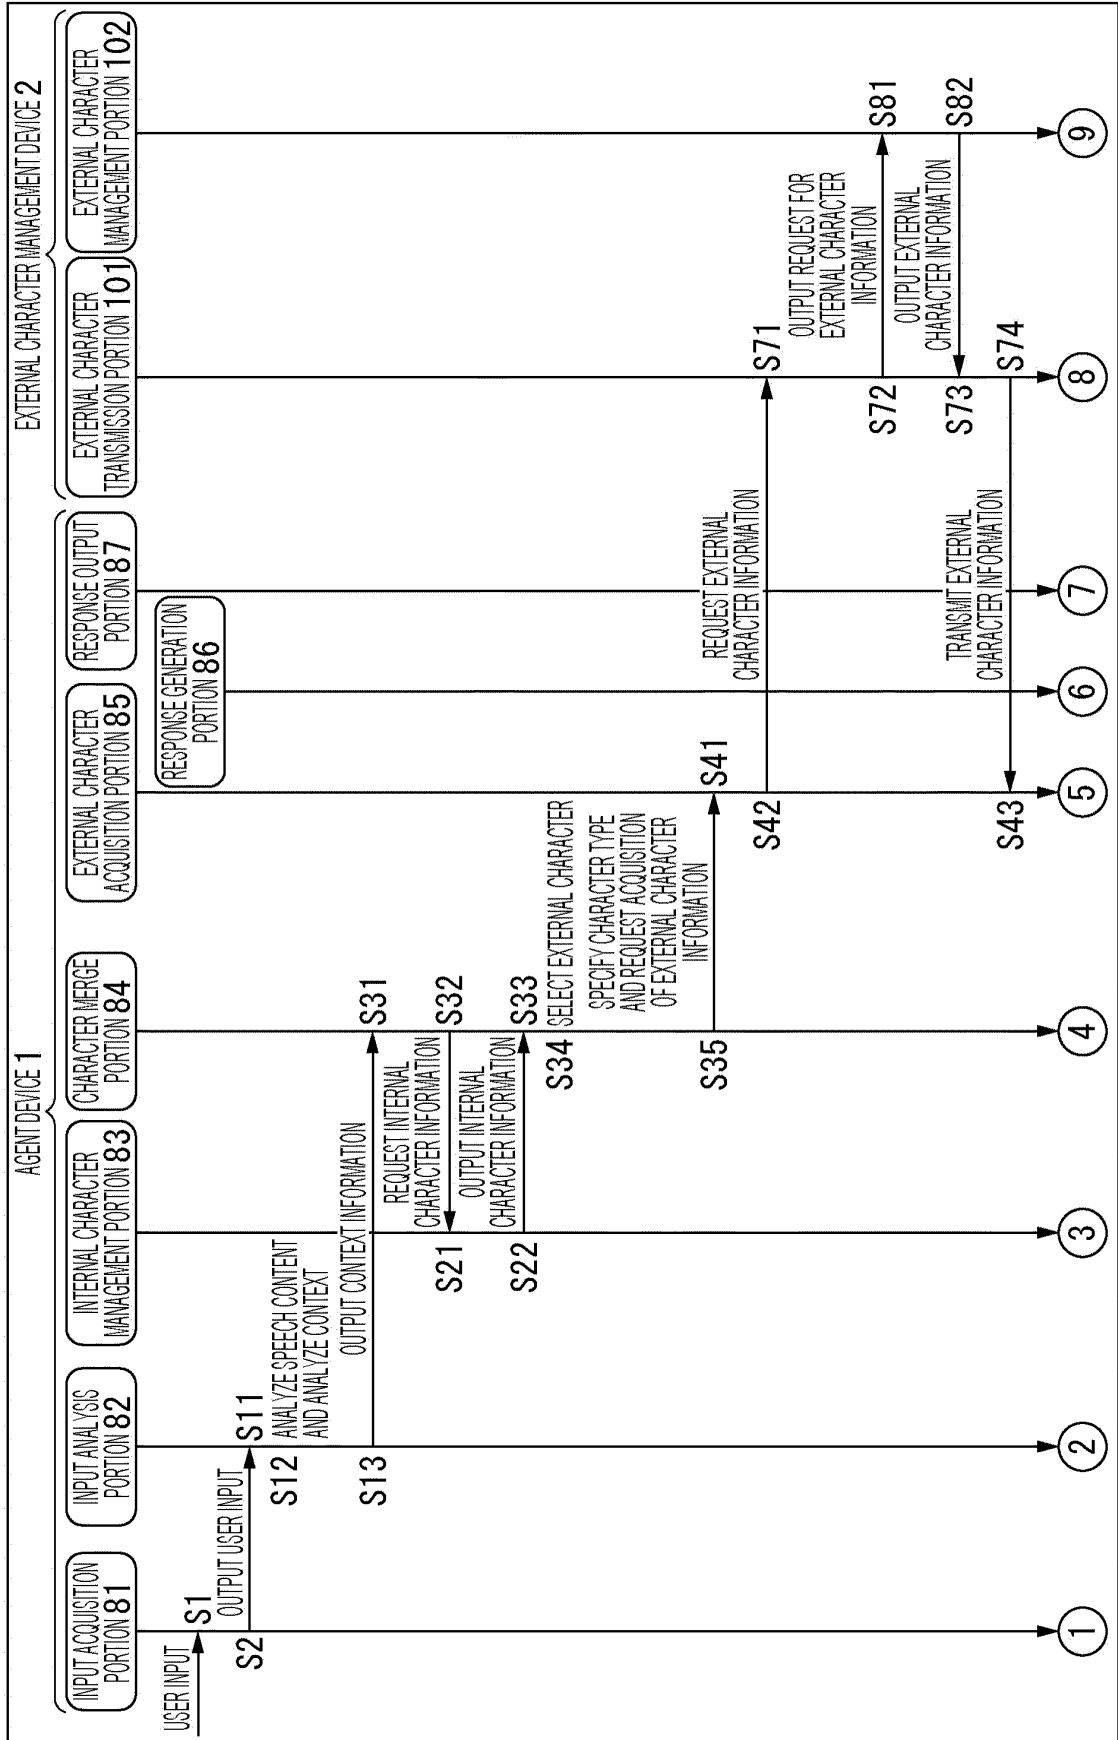 AGENT DEVICE 1
EXTERNAL CHARACTER MANAGEMENT DEVICE 2
INPUT ACQUISITION
PORTION 81
INPUT ANALYSIS
PORTION 82
INTERNAL CHARACTER
MANAGEMENT PORTION 83
CHARACTER MERGE
PORTION 84
EXTERNAL CHARACTER
ACQUISITION PORTION 85
RESPONSE GENERATION
PORTION 86
RESPONSE OUTPUT
PORTION 87
EXTERNAL CHARACTER
TRANSMISSION PORTION 101
EXTERNAL CHARACTER
MANAGEMENT PORTION 102
USER INPUT
S1
OUTPUT USER INPUT
S2
S11
S12
ANALYZE SPEECH CONTENT
AND ANALYZE CONTEXT
OUTPUT CONTEXT INFORMATION
S13
S31
REQUEST INTERNAL
CHARACTER INFORMATION
S21
S32
OUTPUT INTERNAL
CHARACTER INFORMATION
S22
S33
S34
SELECT EXTERNAL CHARACTER
SPECIFY CHARACTER TYPE
AND REQUEST ACQUISITION
OF EXTERNAL CHARACTER
INFORMATION
S35
S41
REQUEST EXTERNAL
CHARACTER INFORMATION
S42
S71
OUTPUT REQUEST FOR
EXTERNAL CHARACTER
INFORMATION
S72
S81
OUTPUT EXTERNAL
CHARACTER INFORMATION
S73
S82
TRANSMIT EXTERNAL
CHARACTER INFORMATION
S43
S74
1
2
3
4
5
6
7
8
9